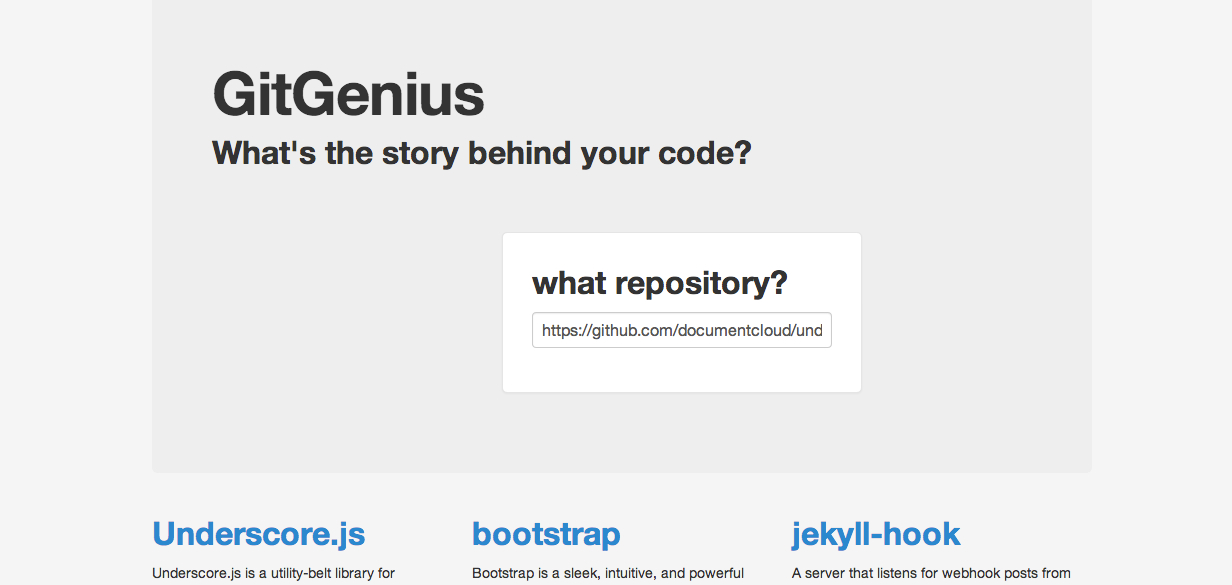 GitGenius
What's the story behind your code?
what repository?
https://github.com/documentcloud/und
Underscore.js
Underscore.js is a utility-belt library for
bootstrap
Bootstrap is a sleek, intuitive, and powerful
jekyll-hook
A server that listens for webhook posts from